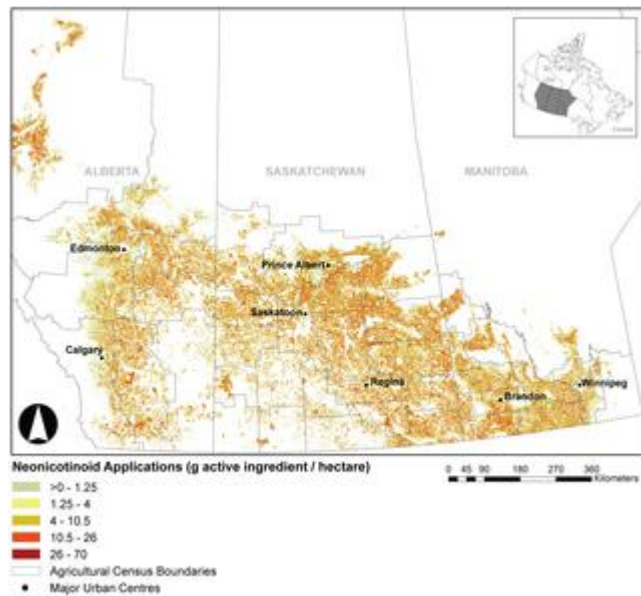 ALBERTA
SASKATCHEWAN
MANITOBA
Edmonton
Prince Albert
Saskatoon
Calgary
Regina
Brandon
Winnipeg
Neonicotinoid Applications (g active ingredient / hectare)
>0 - 1.25
1.25 - 4
4 - 10.5
10.5 - 26
26 - 70
Agricultural Census Boundaries
Major Urban Centres
0 45 90 180 270 360
Kilometers